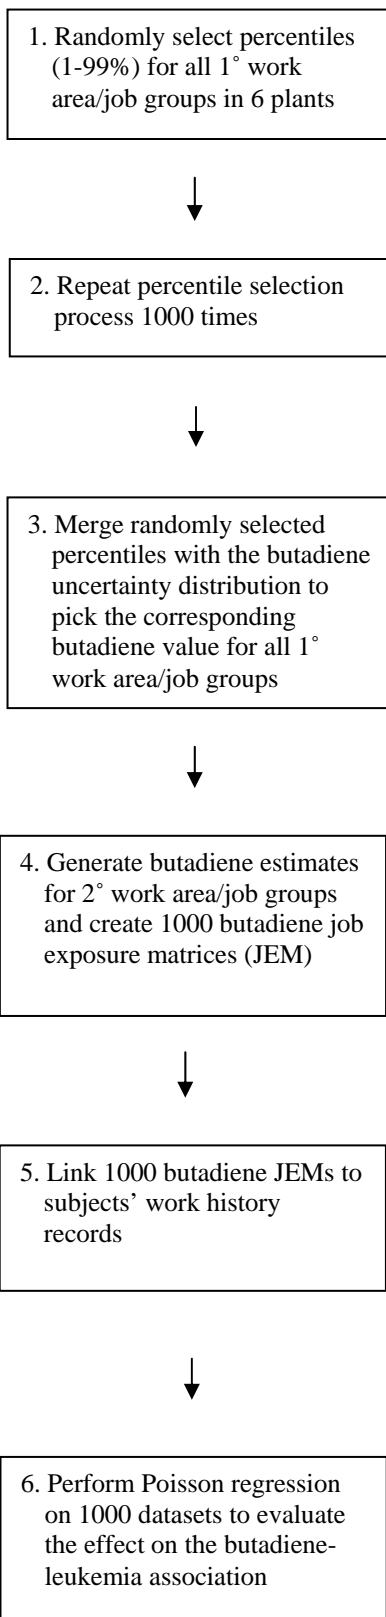 1. Randomly select percentiles
(1-99%) for all 1˚ work
area/job groups in 6 plants
2. Repeat percentile selection
process 1000 times
3. Merge randomly selected
percentiles with the butadiene
uncertainty distribution to
pick the corresponding
butadiene value for all 1˚
work area/job groups
4. Generate butadiene estimates
for 2˚ work area/job groups
and create 1000 butadiene job
exposure matrices (JEM)
5. Link 1000 butadiene JEMs to
subjects’ work history
records
6. Perform Poisson regression
on 1000 datasets to evaluate
the effect on the butadiene-
leukemia association